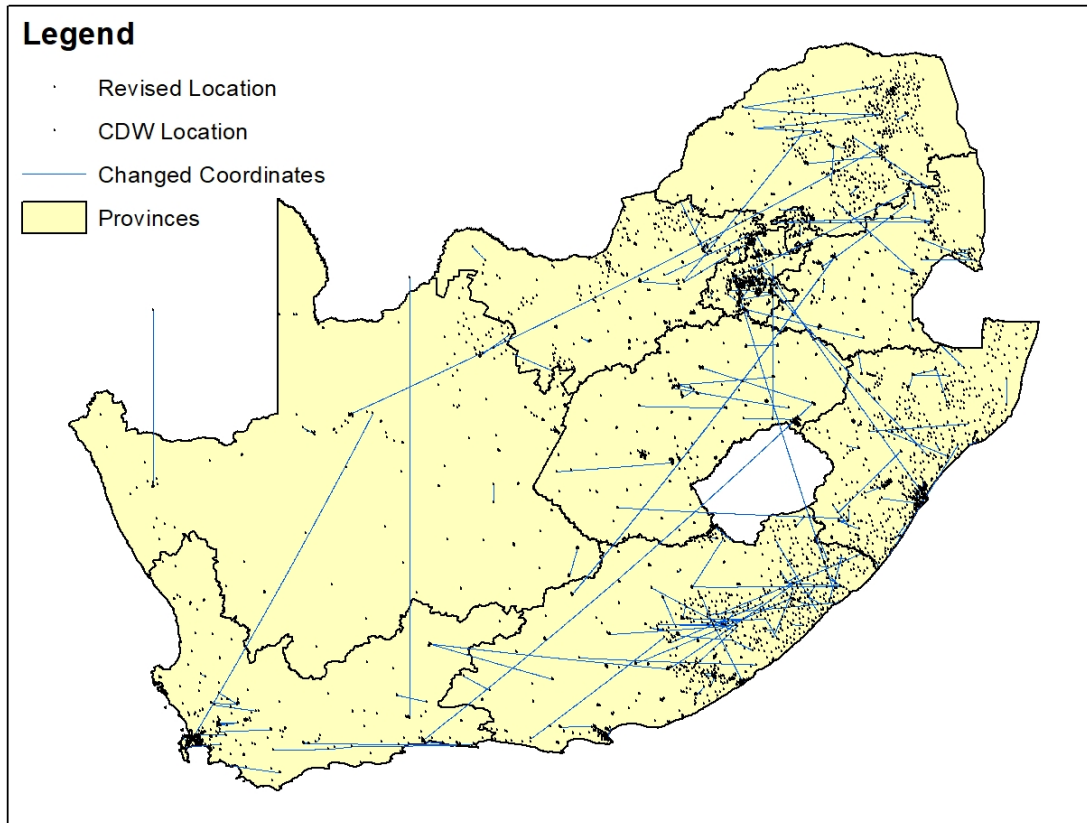 Legend
Revised Location
CDW Location
Changed Coordinates
Provinces